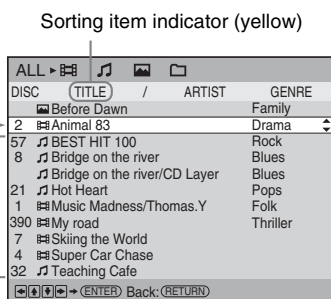 Sorting item indicator (yellow)
ALL
DISC TITLE / ARTIST GENRE
Before Dawn Family
2 Animal 83 Drama
57 BEST HIT 100 Rock
8 Bridge on the river Blues
Bridge on the river/CD Layer Blues
21 Hot Heart Pops
1 Music Madness/Thomas.Y Folk
390 My road Thriller
7 Skiing the World
4 Super Car Chase
32 Teaching Cafe
ENTER Back: RETURN